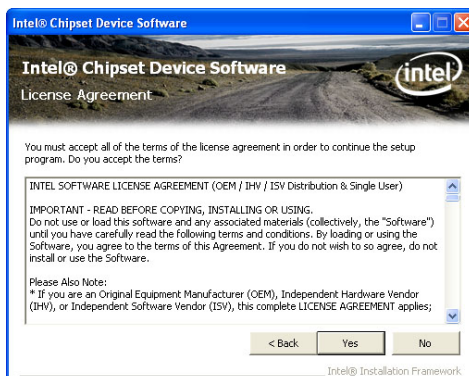 Intel® Chipset Device Software
Intel® Chipset Device Software
intel
License Agreement
You must accept all of the terms of the license agreement in order to continue the setup
program. Do you accept the terms?
INTEL SOFTWARE LICENSE AGREEMENT (OEM / IHV / ISV Distribution & Single User)
IMPORTANT - READ BEFORE COPYING, INSTALLING OR USING.
Do not use or load this software and any associated materials (collectively, the "Software")
until you have carefully read the following terms and conditions. By loading or using the
Software, you agree to the terms of this Agreement. If you do not wish to so agree, do not
install or use the Software.
Please Also Note:
* If you are an Original Equipment Manufacturer (OEM), Independent Hardware Vendor
(IHV), or Independent Software Vendor (ISV), this complete LICENSE AGREEMENT applies;
< Back Yes No
Intel® Installation Framework